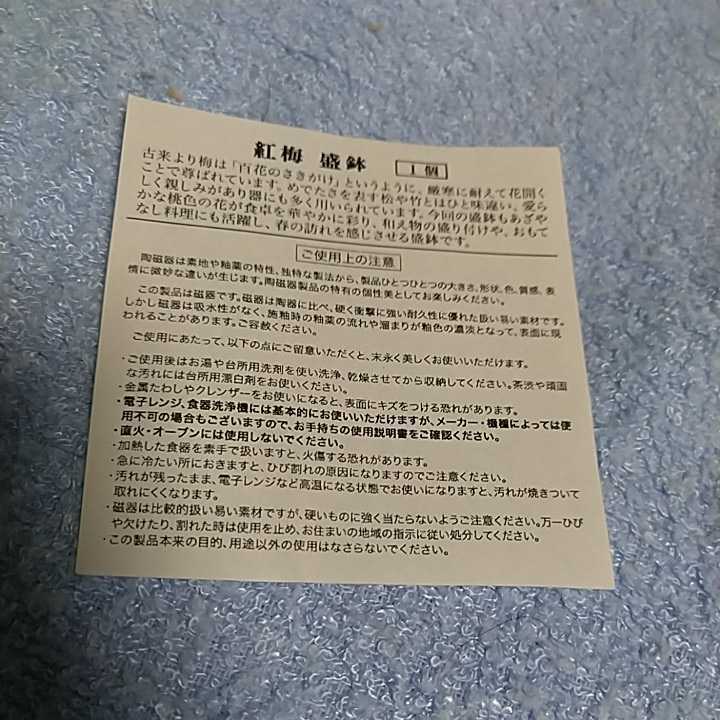 紅梅 盛鉢 1個
古来より梅は「百花のさきがけ」というように、厳寒に耐えて花開く
ことで尊ばれています。めでたさを表す松や竹とはひと味違い、愛ら
しく親しみがあり器にも多く用いられています。今回の盛鉢もあざや
かな桃色の花が食卓を華やかに彩り、和え物の盛り付けや、おもて
なし料理にも活躍し、春の訪れを感じさせる盛鉢です。
ご使用上の注意
陶磁器は素地や釉薬の特性、独特な製法から、製品ひとつひとつの大きさ、形状、色、質感、表
情に微妙な違いが生じます。陶磁器製品の特有の個性美としてお楽しみください。
この製品は磁器です。磁器は陶器に比べ、硬く衝撃に強い耐久性に優れた扱い易い素材です。
しかし磁器は吸水性がなく、施釉時の釉薬の流れや溜まりが釉色の濃淡となって、表面に現
われることがあります。ご容赦ください。
ご使用にあたって、以下の点にご留意いただくと、末永く美しくお使いいただけます。
・ご使用後はお湯や台所用洗剤を使い洗浄、乾燥させてから収納してください。茶渋や頑固
な汚れには台所用漂白剤をお使いください。
・金属たわしやクレンザーをお使いになると、表面にキズをつける恐れがあります。
・電子レンジ、食器洗浄機には基本的にお使いいただけますが、メーカー・機種によっては使
用不可の場合もございますので、お手持ちの使用説明書をご確認ください。
・直火・オーブンには使用しないでください。
・加熱した食器を素手で扱いますと、火傷する恐れがあります。
・急に冷たい所におきますと、ひび割れの原因になりますのでご注意ください。
・汚れが残ったまま、電子レンジなど高温になる状態でお使いになりますと、汚れが焼きついて
取れにくくなります。
・磁器は比較的扱い易い素材ですが、硬いものに強く当たらないようご注意ください。万一ひび
や欠けたり、割れた時は使用を止め、お住まいの地域の指示に従い処分してください。
・この製品本来の目的、用途以外の使用はなさらないでください。